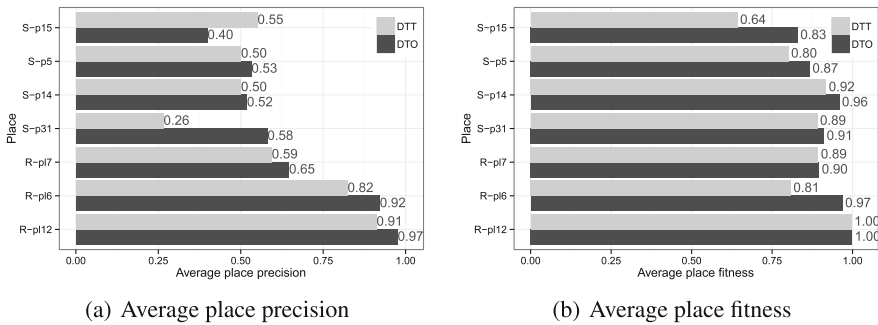 S−p15
0.55
0.40
DTT
DTO
S−p5
0.50
0.53
S−p14
0.50
0.52
S−p31
0.26
0.58
R−pl7
0.59
0.65
R−pl6
0.82
0.92
R−pl12
0.91
0.97
Place
0.00 0.25 0.50 0.75 1.00
Average place precision
(a) Average place precision
S−p15
0.64
0.83
DTT
DTO
S−p5
0.80
0.87
S−p14
0.92
0.96
S−p31
0.89
0.91
R−pl7
0.89
0.90
R−pl6
0.81
0.97
R−pl12
1.00
1.00
Place
0.00 0.25 0.50 0.75 1.00
Average place fitness
(b) Average place fitness